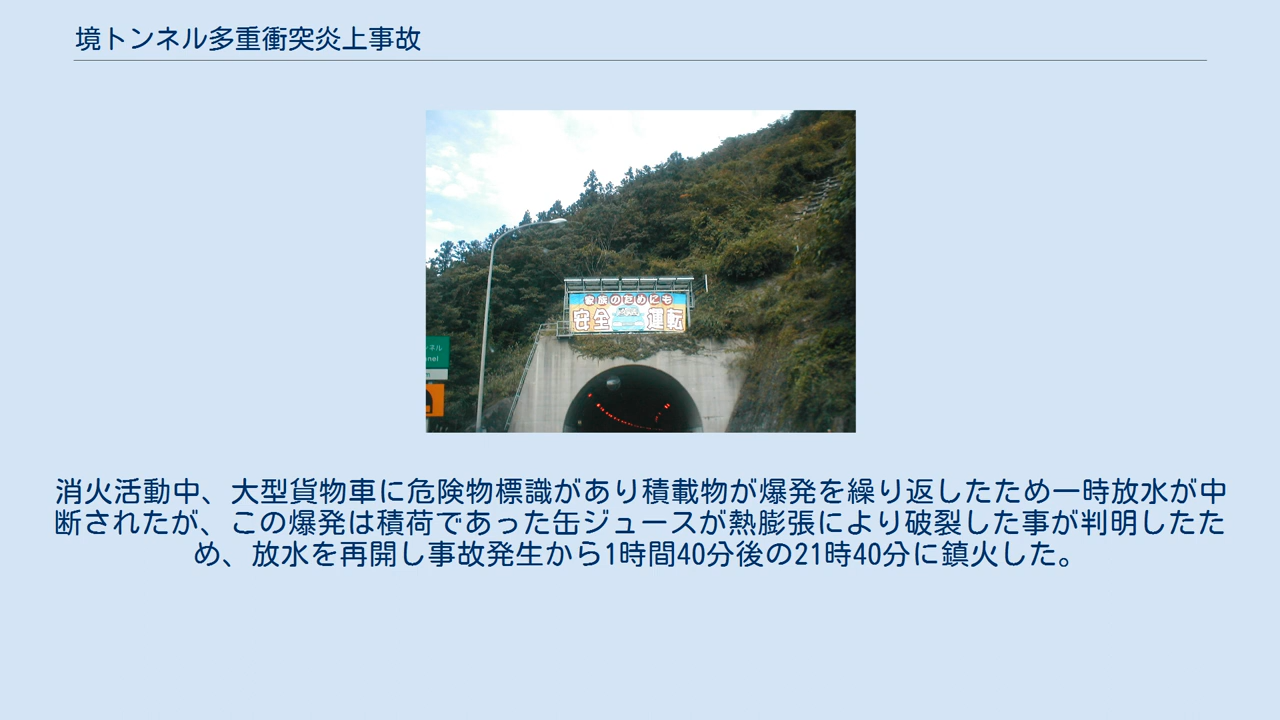 境トンネル多重衝突炎上事故
家族のためにも
安全 運転
ネル
nel
消火活動中、大型貨物車に危険物標識があり積載物が爆発を繰り返したため一時放水が中
断されたが、この爆発は積荷であった缶ジュースが熱膨張により破裂した事が判明したた
め、放水を再開し事故発生から1時間40分後の21時40分に鎮火した。